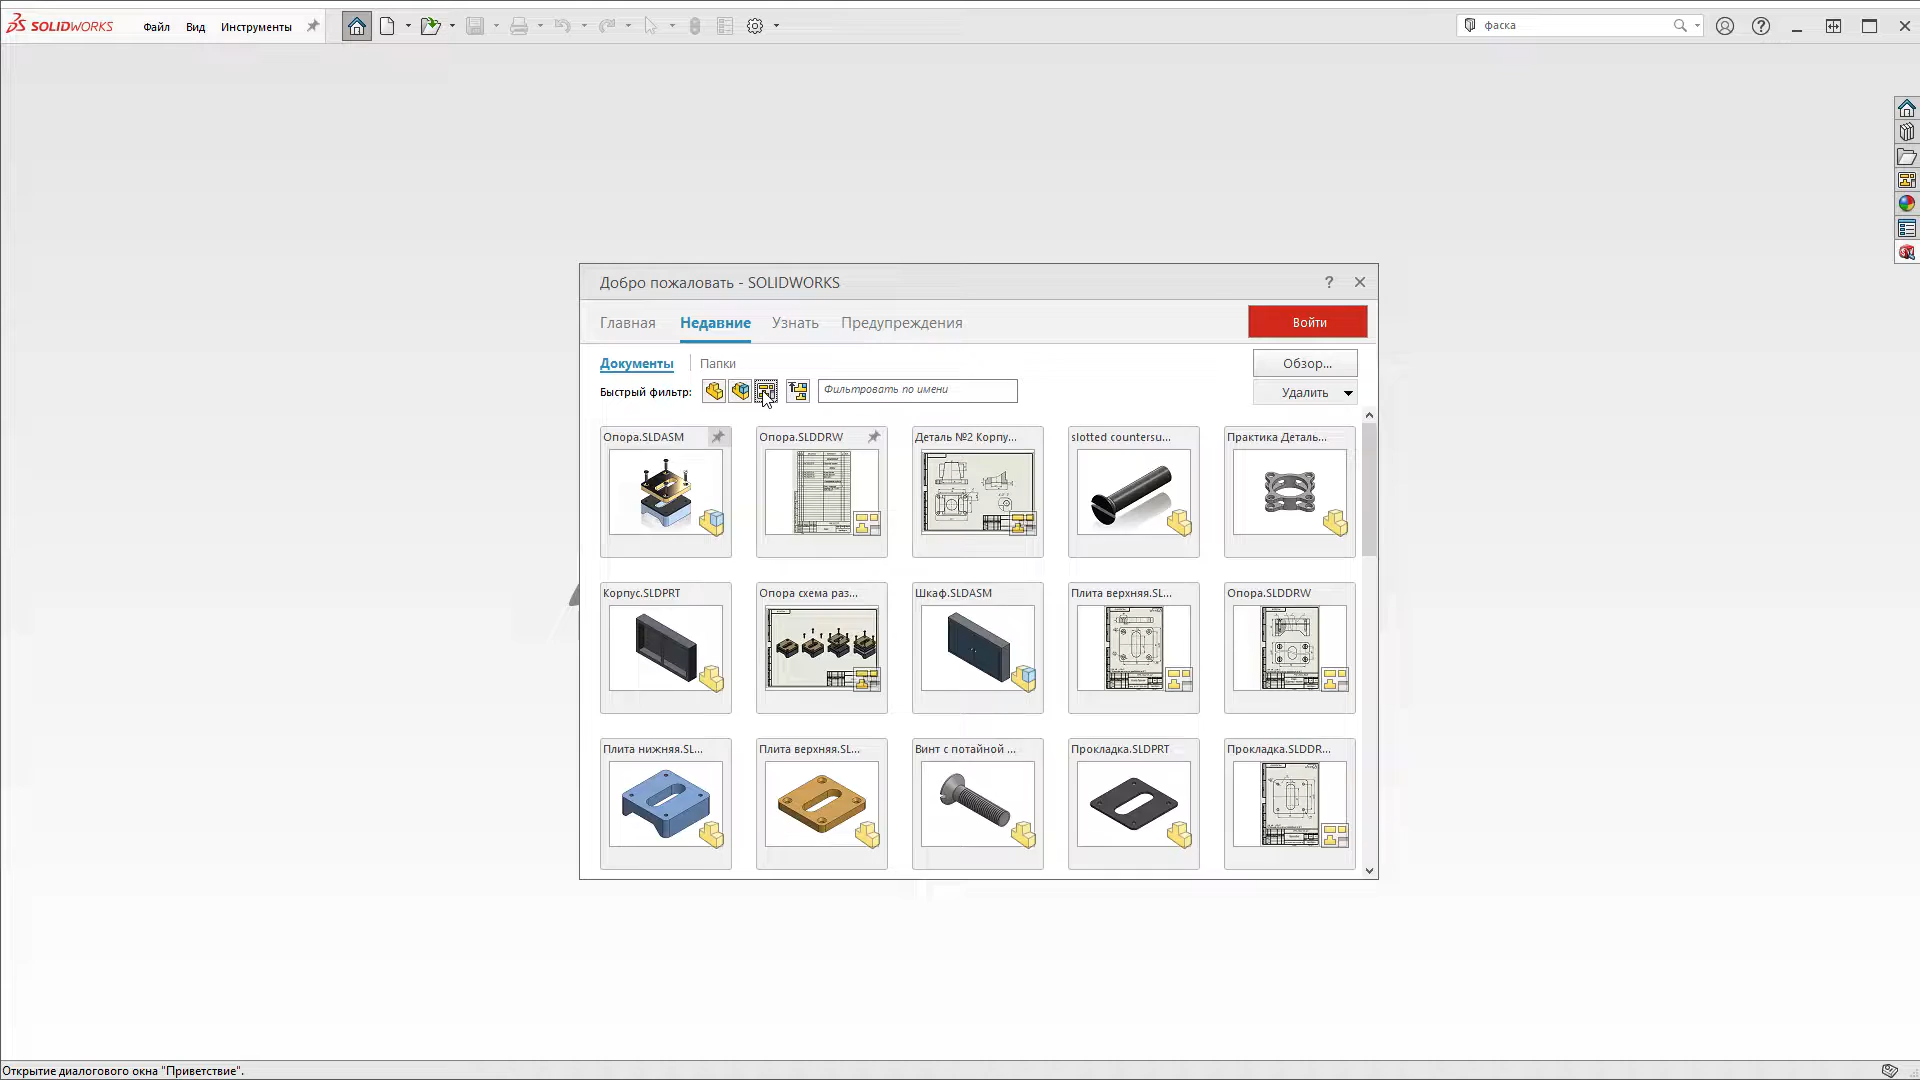 SOLIDWORKS Файл Вид Инструменты фаска
Добро пожаловать - SOLIDWORKS
Главная Недавние Узнать Предупреждения Войти
Документы Папки Обзор...
Быстрый фильтр: Фильтровать по имени Удалить
Опора.SLDASM Опора.SLDDRW Деталь №2 Корпу... slotted countersu... Практика Деталь...
Корпус.SLDPRT Опора схема раз... Шкаф.SLDASM Плита верхняя.SL... Опора.SLDDRW
Плита нижняя.SL... Плита верхняя.SL... Винт с потайной ... Прокладка.SLDPRT Прокладка.SLDDR...
Открытие диалогового окна "Приветствие".